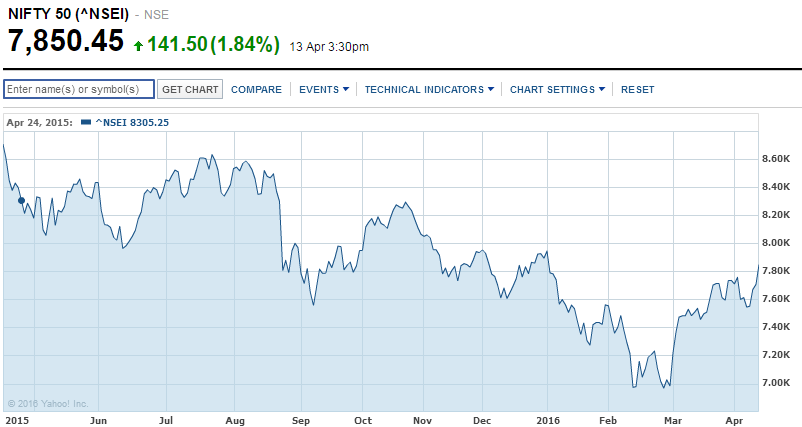 NIFTY 50 (^NSEI) - NSE
7,850.45 141.50(1.84%) 13 Apr 3:30pm
Enter name(s) or symbol(s) GET CHART COMPARE EVENTS TECHNICAL INDICATORS CHART SETTINGS RESET
Apr 24, 2015: ^NSEI 8305.25
8.60K
8.40K
8.20K
8.00K
7.80K
7.60K
7.40K
7.20K
7.00K
© 2016 Yahoo! Inc.
2015 Jun Jul Aug Sep Oct Nov Dec 2016 Feb Mar Apr